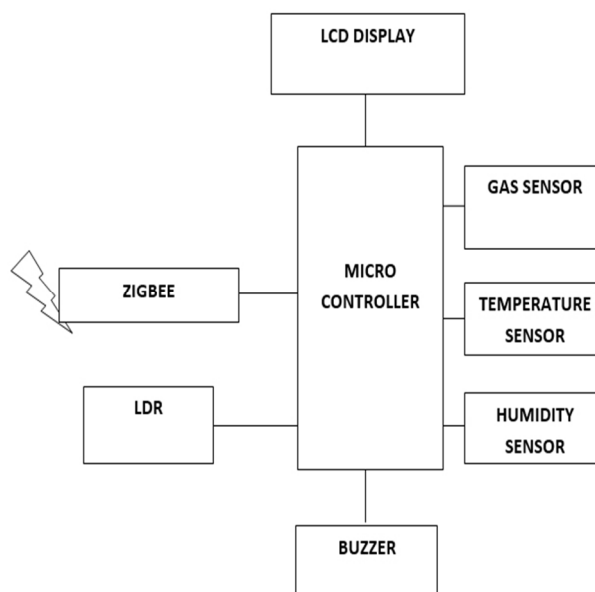 LCD DISPLAY
GAS SENSOR
MICRO
CONTROLLER
ZIGBEE
TEMPERATURE
SENSOR
LDR
HUMIDITY
SENSOR
BUZZER